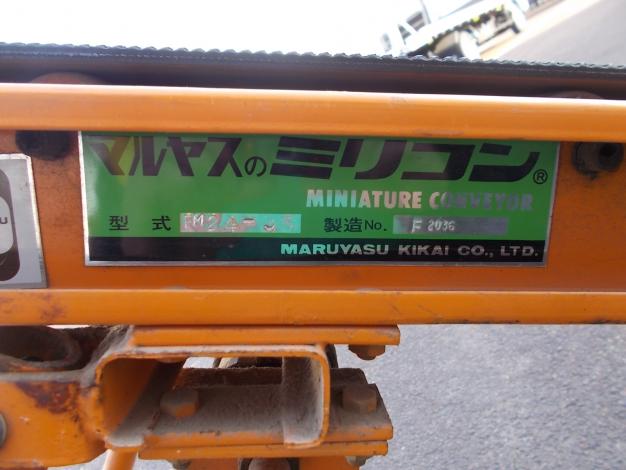 マルヤスのミリコン®
MINIATURE CONVEYOR
型式 製造No. F 2036
MARUYASU KIKAI CO., LTD.